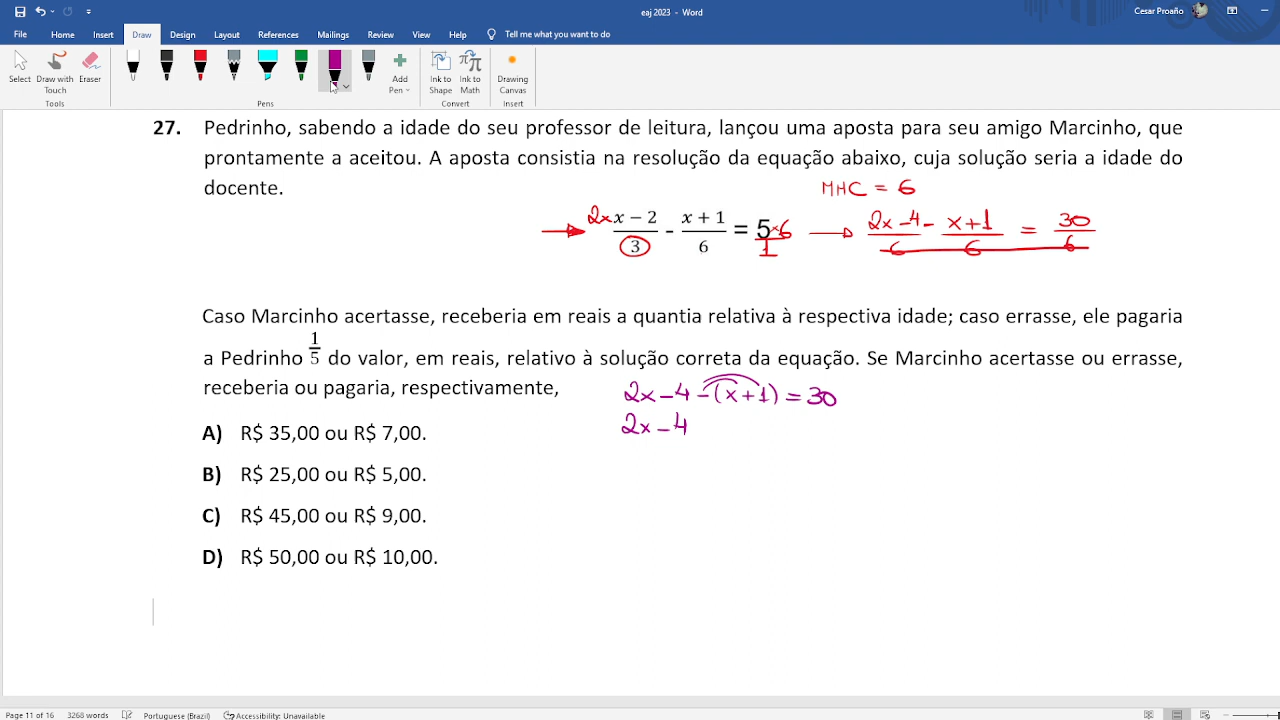 eaj 2023 - Word
Cesar Proaño
File Home Insert Draw Design Layout References Mailings Review View Help Tell me what you want to do
Select Draw with Touch Eraser Add Pen Ink to Shape Ink to Math Drawing Canvas
Tools Pens Convert Insert
27. Pedrinho, sabendo a idade do seu professor de leitura, lançou uma aposta para seu amigo Marcinho, que
prontamente a aceitou. A aposta consistia na resolução da equação abaixo, cuja solução seria a idade do
docente.
MHC = 6
2x x − 2 / 3 - x + 1 / 6 = 5×6 / 1 → 2x-4 / 6 - x+1 / 6 = 30 / 6
Caso Marcinho acertasse, receberia em reais a quantia relativa à respectiva idade; caso errasse, ele pagaria
a Pedrinho 1/5 do valor, em reais, relativo à solução correta da equação. Se Marcinho acertasse ou errasse,
receberia ou pagaria, respectivamente,
2x - 4 - (x + 1) = 30
2x - 4
A) R$ 35,00 ou R$ 7,00.
B) R$ 25,00 ou R$ 5,00.
C) R$ 45,00 ou R$ 9,00.
D) R$ 50,00 ou R$ 10,00.
Page 11 of 16 3268 words Portuguese (Brazil) Accessibility: Unavailable